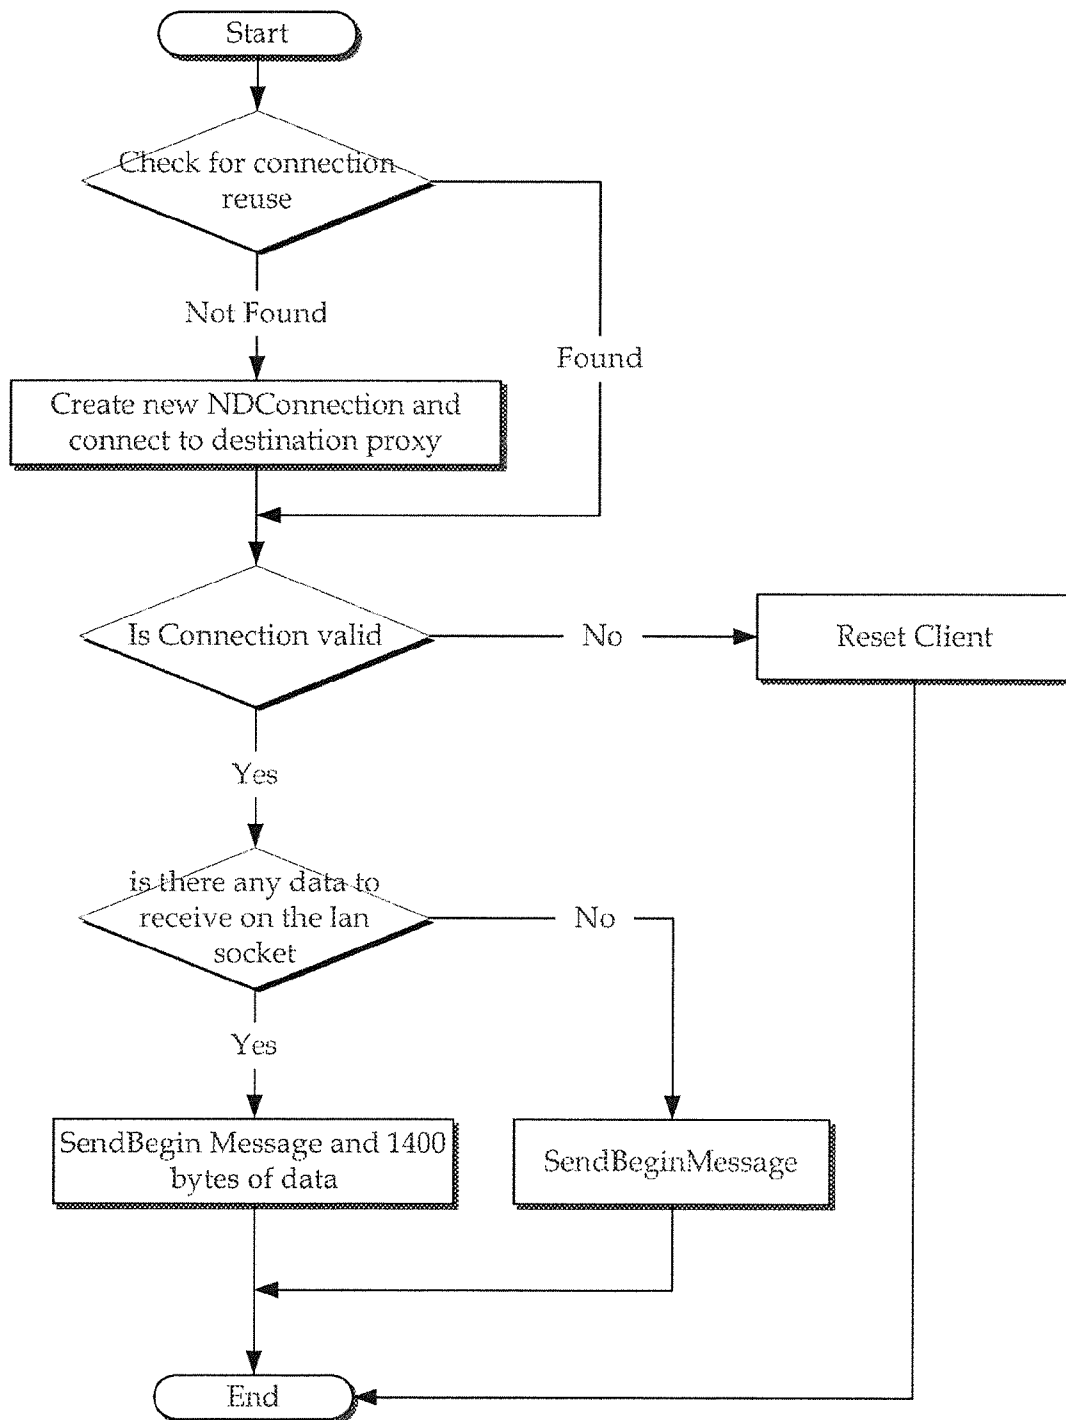 Start
Check for connection
reuse
Not Found
Found
Create new NDConnection and
connect to destination proxy
Is Connection valid
No
Reset Client
Yes
is there any data to
receive on the lan
socket
No
Yes
SendBegin Message and 1400
bytes of data
SendBeginMessage
End